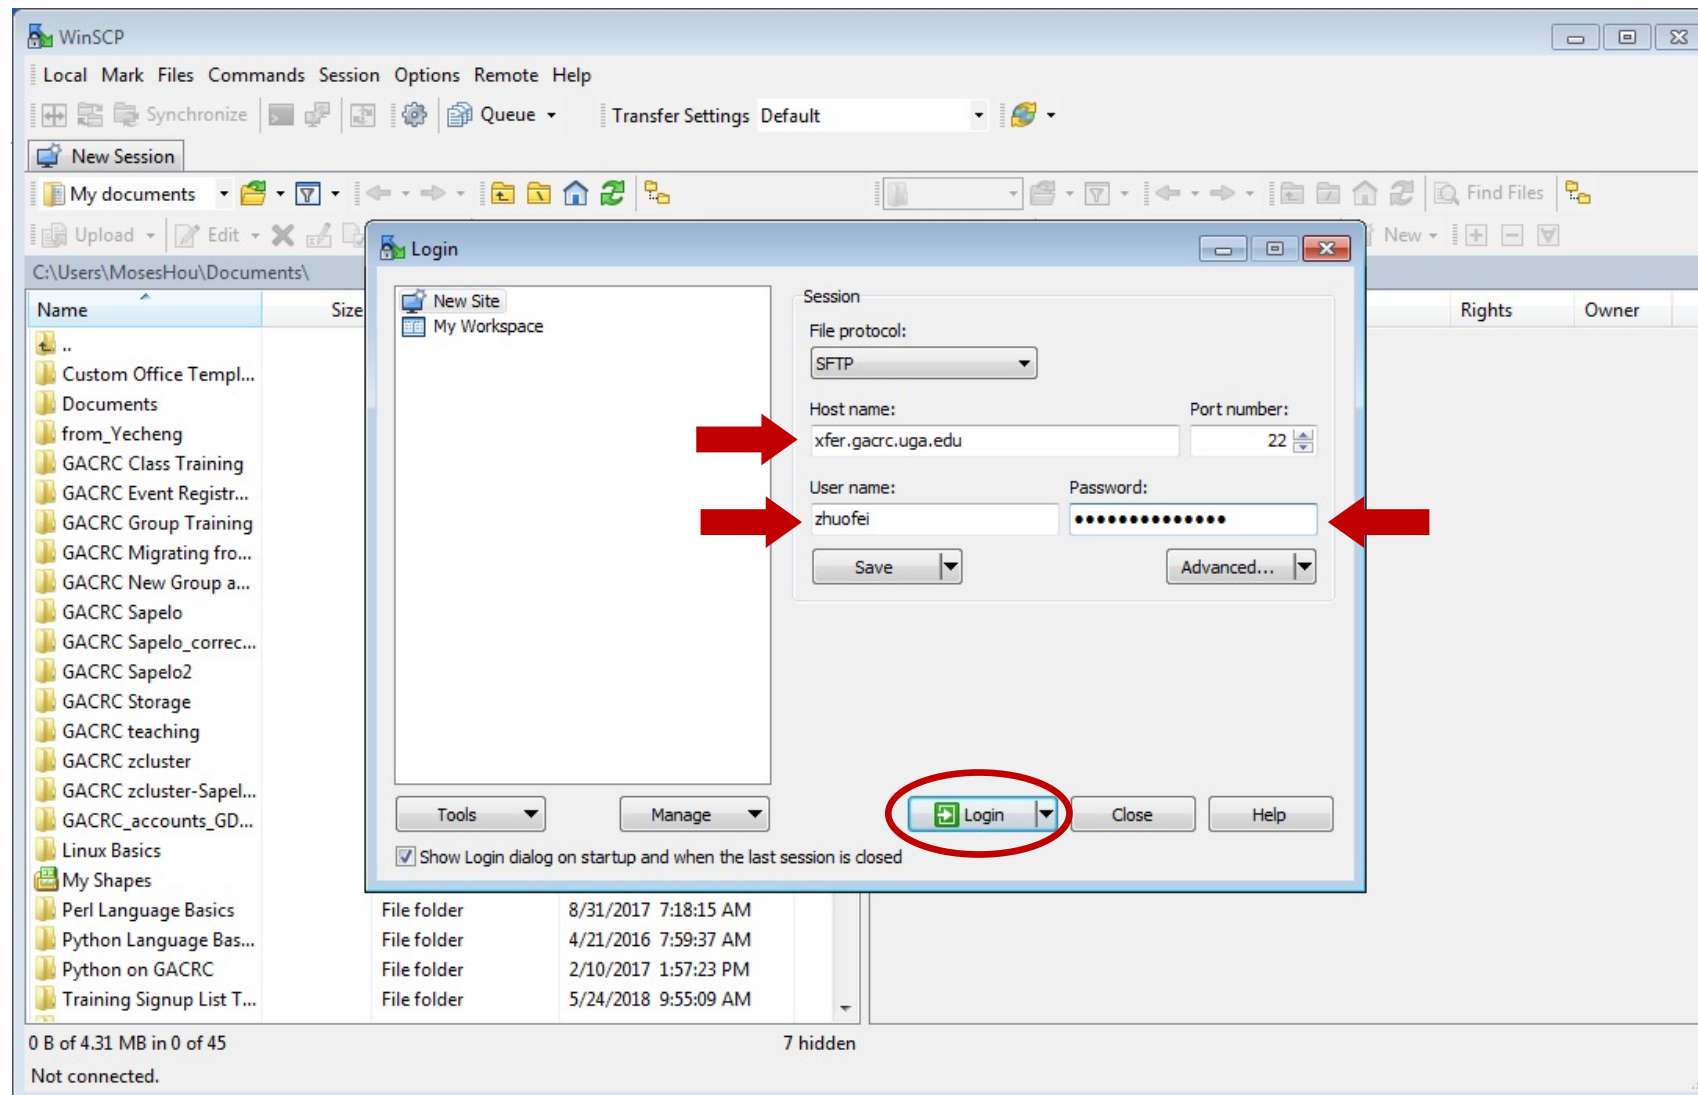 WinSCP
Local Mark Files Commands Session Options Remote Help
Synchronize Queue Transfer Settings Default
New Session
My documents Find Files
Upload Edit New
C:\Users\MosesHou\Documents\
Name Size Rights Owner
..
Custom Office Templ...
Documents
from_Yecheng
GACRC Class Training
GACRC Event Registr...
GACRC Group Training
GACRC Migrating fro...
GACRC New Group a...
GACRC Sapelo
GACRC Sapelo_correc...
GACRC Sapelo2
GACRC Storage
GACRC teaching
GACRC zcluster
GACRC zcluster-Sapel...
GACRC_accounts_GD...
Linux Basics
My Shapes
Perl Language Basics File folder 8/31/2017 7:18:15 AM
Python Language Bas... File folder 4/21/2016 7:59:37 AM
Python on GACRC File folder 2/10/2017 1:57:23 PM
Training Signup List T... File folder 5/24/2018 9:55:09 AM
0 B of 4.31 MB in 0 of 45 7 hidden
Not connected.
Login
New Site
My Workspace
Session
File protocol:
SFTP
Host name: Port number:
xfer.gacrc.uga.edu 22
User name: Password:
zhuofei ••••••••••••••
Save Advanced...
Tools Manage Login Close Help
Show Login dialog on startup and when the last session is closed